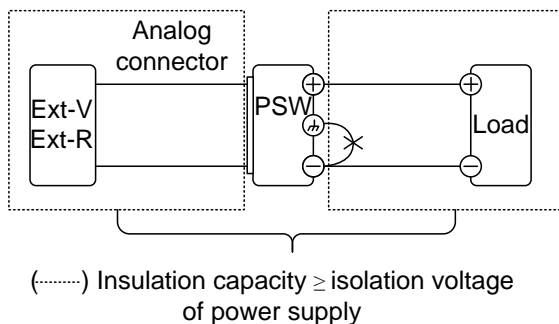 Analog
connector
Ext-V
Ext-R
PSW
Load
(.........) Insulation capacity ≥ isolation voltage
of power supply